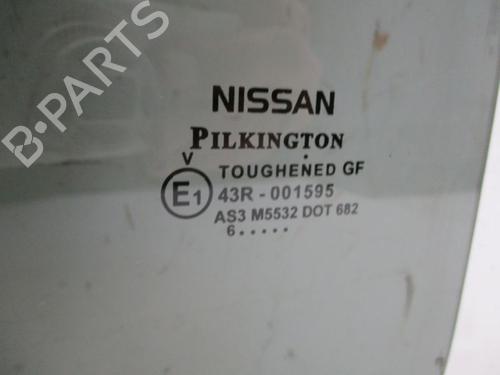 B-PARTS
NISSAN
PILKINGTON
V TOUGHENED GF
E1 43R - 001595
AS3 M5532 DOT 682
6.....